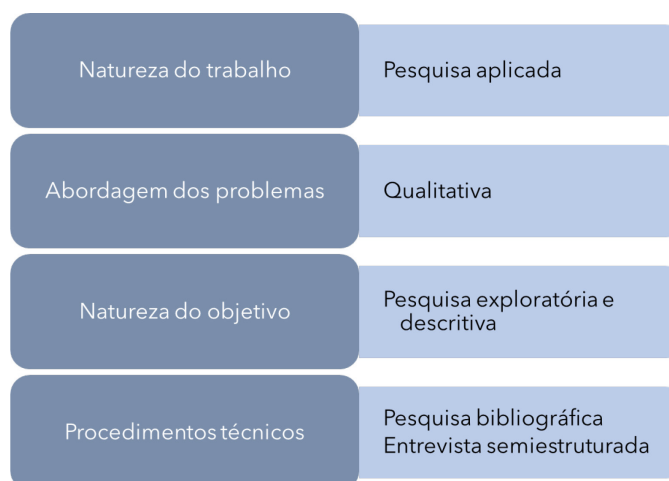 Natureza do trabalho
Pesquisa aplicada
Abordagem dos problemas
Qualitativa
Natureza do objetivo
Pesquisa exploratória e
descritiva
Procedimentos técnicos
Pesquisa bibliográfica
Entrevista semiestruturada